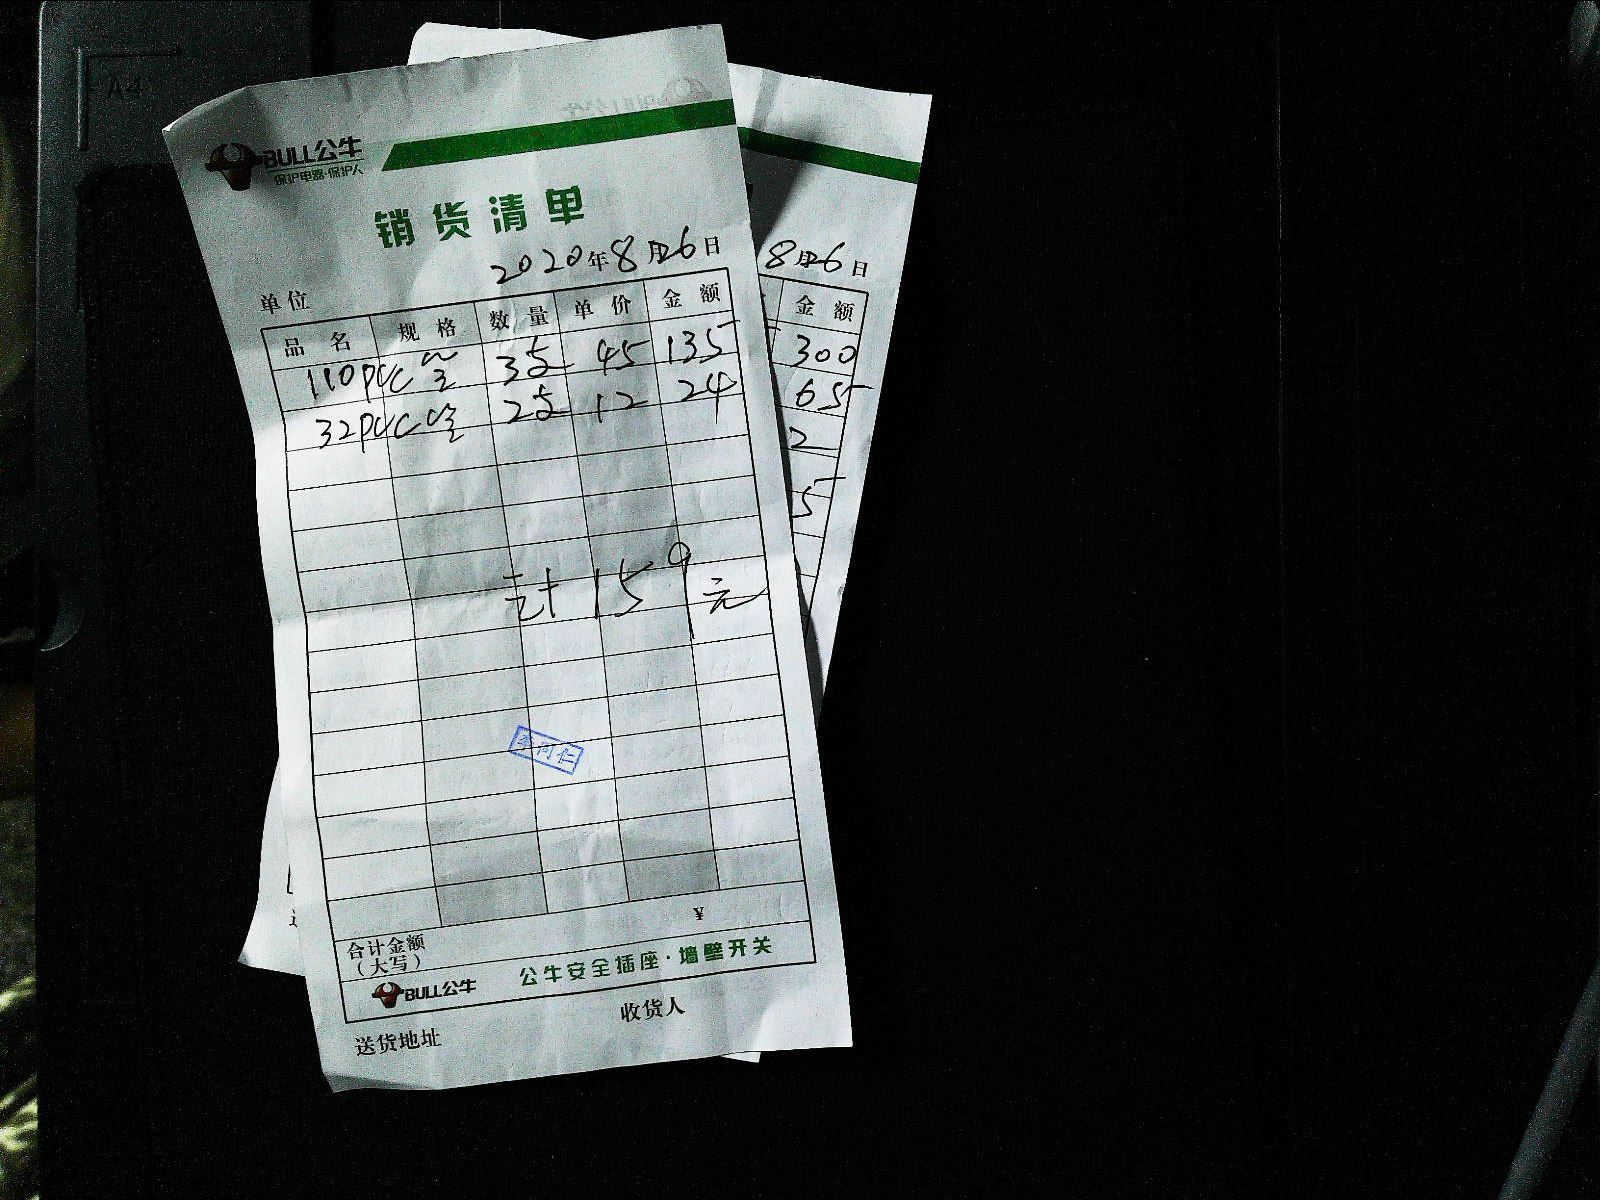 A4
BULL公牛
保护电器·保护人
销货清单
2020年8月26日
单位
品名 规格 数量 单价 金额
110PVC管 3支 45 135
32PVC管 2支 12 24
计159元
合计金额
(大写)
¥
BULL公牛 公牛安全插座·墙壁开关
送货地址 收货人
8月26日
金额
300
65
2
5